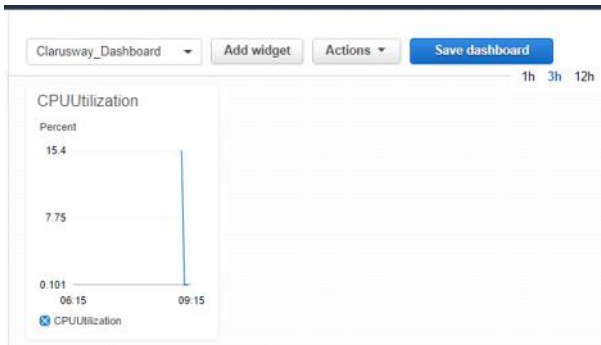 Clarusway_Dashboard Add widget Actions Save dashboard
1h 3h 12h
CPUUtilization
Percent
15.4
7.75
0.101
06:15 09:15
CPUUtilization